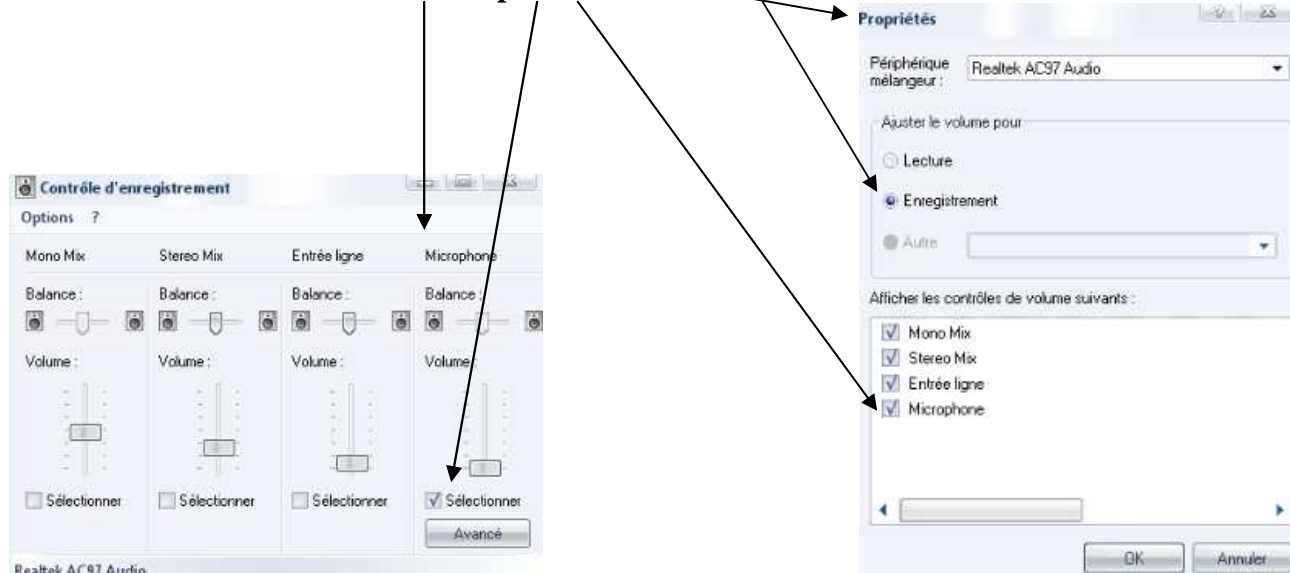 Propriétés
Périphérique
mélangeur :
Realtek AC97 Audio
Ajuster le volume pour
Lecture
Enregistrement
Autre
Afficher les contrôles de volume suivants :
Mono Mix
Stereo Mix
Entrée ligne
Microphone
OK Annuler
Contrôle d'enregistrement
Options ?
Mono Mix Stereo Mix Entrée ligne Microphone
Balance : Balance : Balance : Balance :
Volume : Volume : Volume : Volume :
Sélectionner Sélectionner Sélectionner Sélectionner
Avancé
Realtek AC97 Audio